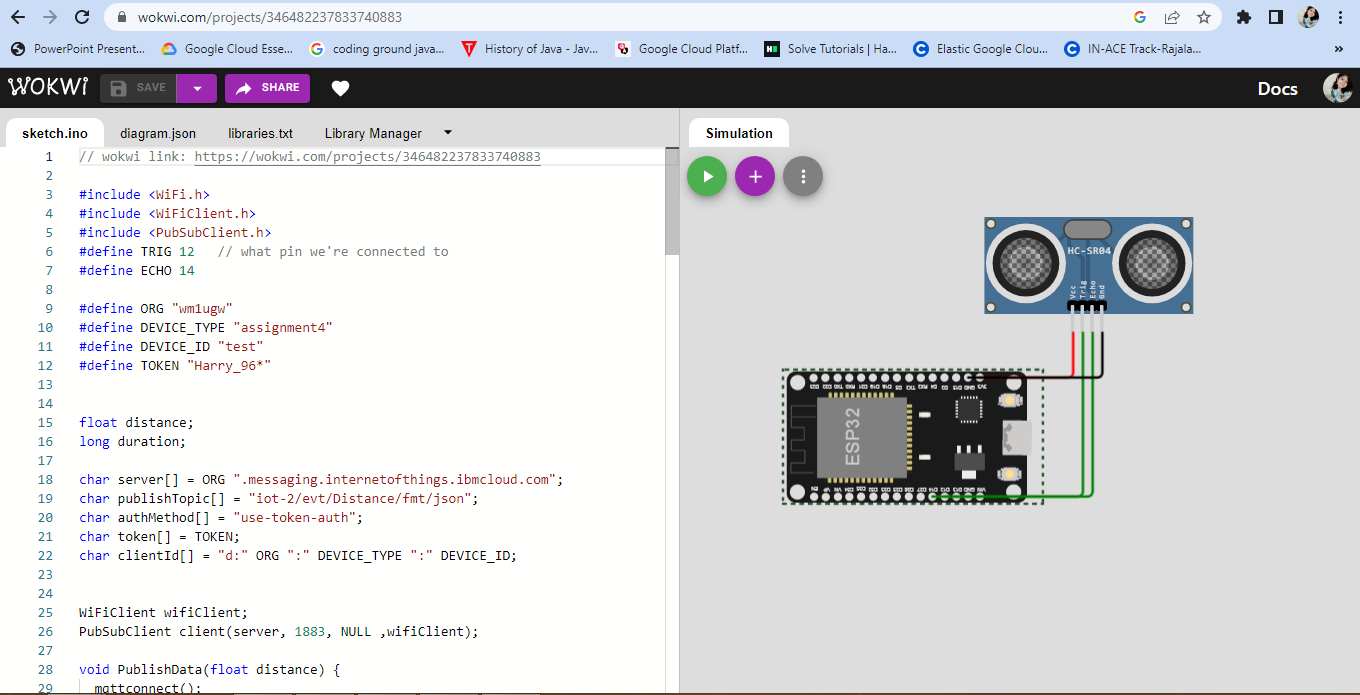 wokwi.com/projects/346482237833740883
PowerPoint Present... Google Cloud Esse... coding ground java... History of Java - Jav... Google Cloud Platf... Solve Tutorials | Ha... Elastic Google Clou... IN-ACE Track-Rajala... »
WOKWi SAVE SHARE Docs
sketch.ino diagram.json libraries.txt Library Manager Simulation
1 // wokwi link: https://wokwi.com/projects/346482237833740883
2
3 #include <WiFi.h>
4 #include <WiFiClient.h>
5 #include <PubSubClient.h>
6 #define TRIG 12 // what pin we're connected to
7 #define ECHO 14
8
9 #define ORG "wm1ugw"
10 #define DEVICE_TYPE "assignment4"
11 #define DEVICE_ID "test"
12 #define TOKEN "Harry_96*"
13
14
15 float distance;
16 long duration;
17
18 char server[] = ORG ".messaging.internetofthings.ibmcloud.com";
19 char publishTopic[] = "iot-2/evt/Distance/fmt/json";
20 char authMethod[] = "use-token-auth";
21 char token[] = TOKEN;
22 char clientId[] = "d:" ORG ":" DEVICE_TYPE ":" DEVICE_ID;
23
24
25 WiFiClient wifiClient;
26 PubSubClient client(server, 1883, NULL ,wifiClient);
27
28 void PublishData(float distance) {
29 mqttconnect();
HC-SR04
Vcc
Trig
Echo
Gnd
ESP32